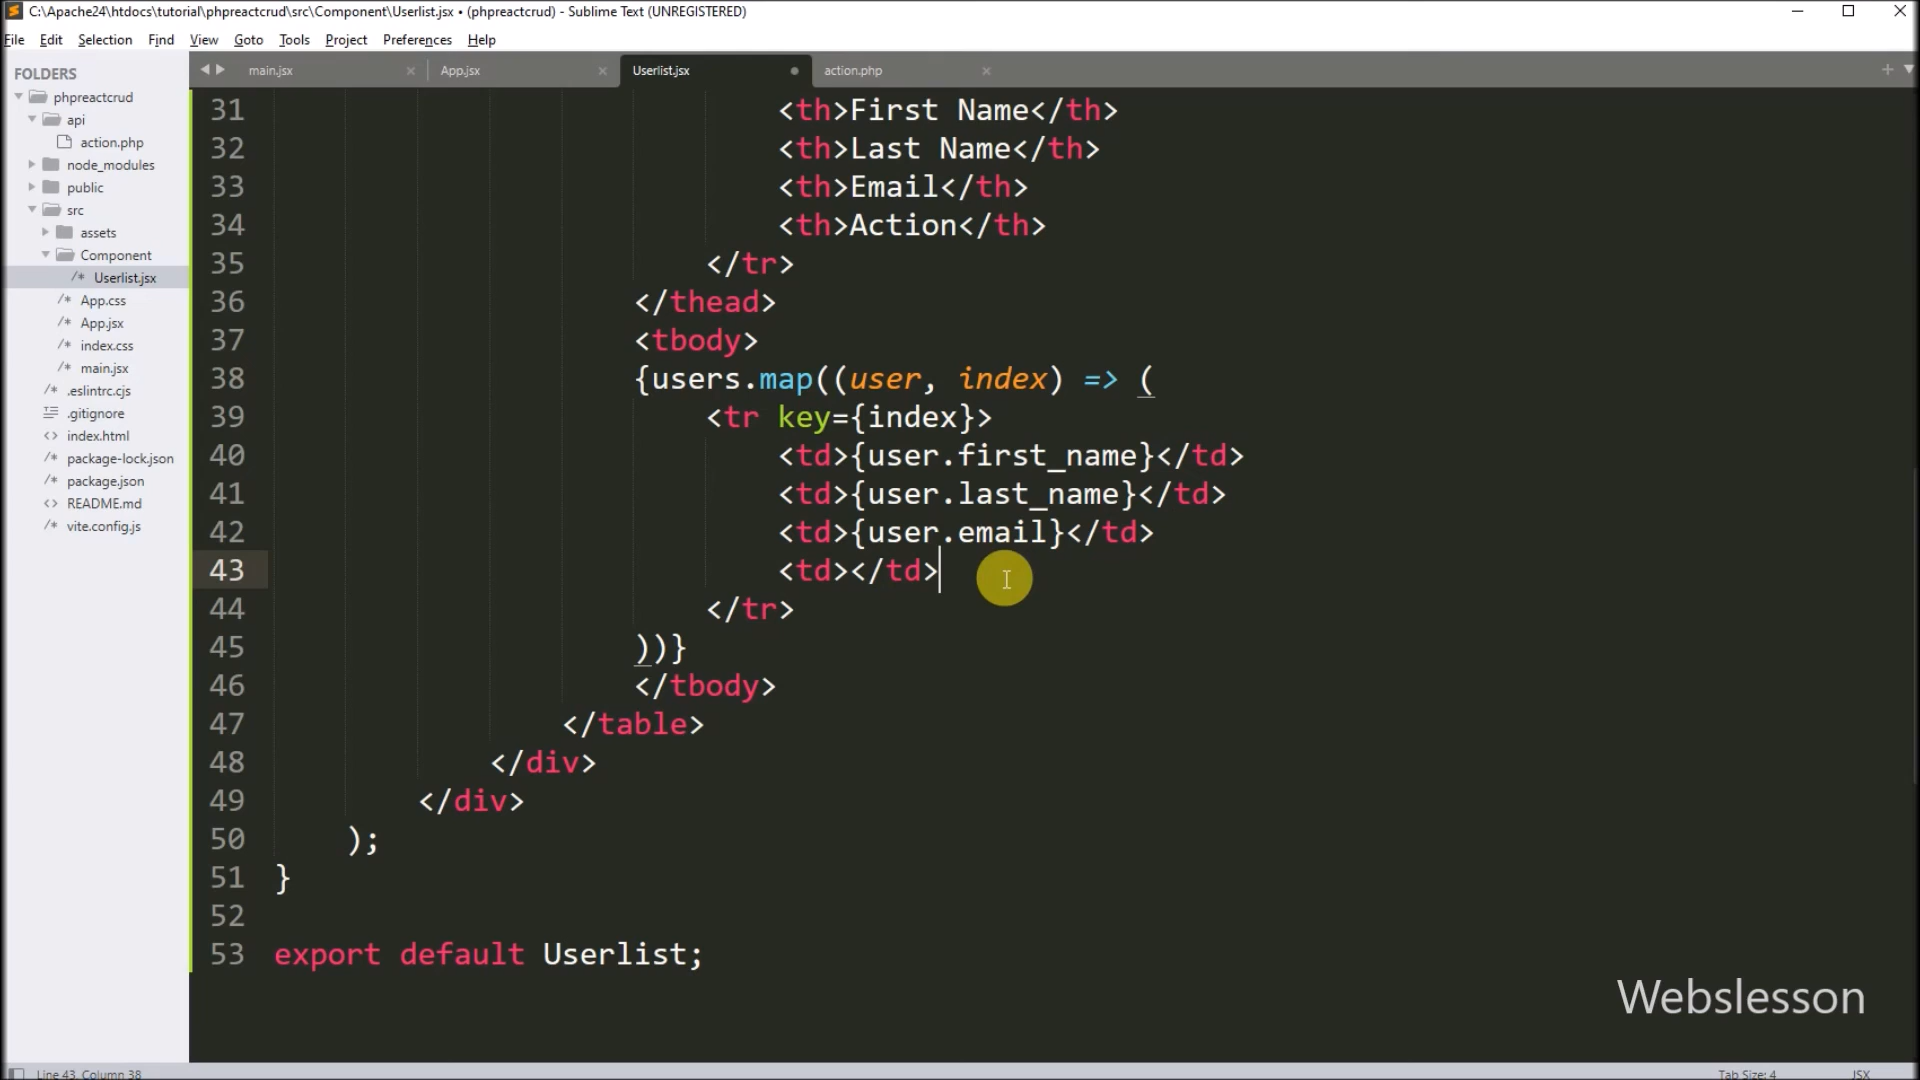 C:\Apache24\htdocs\tutorial\phpreactcrud\src\Component\Userlist.jsx • (phpreactcrud) - Sublime Text (UNREGISTERED)
File Edit Selection Find View Goto Tools Project Preferences Help
FOLDERS
phpreactcrud
api
action.php
node_modules
public
src
assets
Component
/* Userlist.jsx
/* App.css
/* App.jsx
/* index.css
/* main.jsx
/* .eslintrc.cjs
.gitignore
<> index.html
/* package-lock.json
/* package.json
<> README.md
/* vite.config.js
main.jsx × App.jsx × Userlist.jsx • action.php ×
31 <th>First Name</th>
32 <th>Last Name</th>
33 <th>Email</th>
34 <th>Action</th>
35 </tr>
36 </thead>
37 <tbody>
38 {users.map((user, index) => (
39 <tr key={index}>
40 <td>{user.first_name}</td>
41 <td>{user.last_name}</td>
42 <td>{user.email}</td>
43 <td></td>
44 </tr>
45 ))}
46 </tbody>
47 </table>
48 </div>
49 </div>
50 );
51 }
52
53 export default Userlist;
Webslesson
Line 43, Column 38
Tab Size: 4
JSX